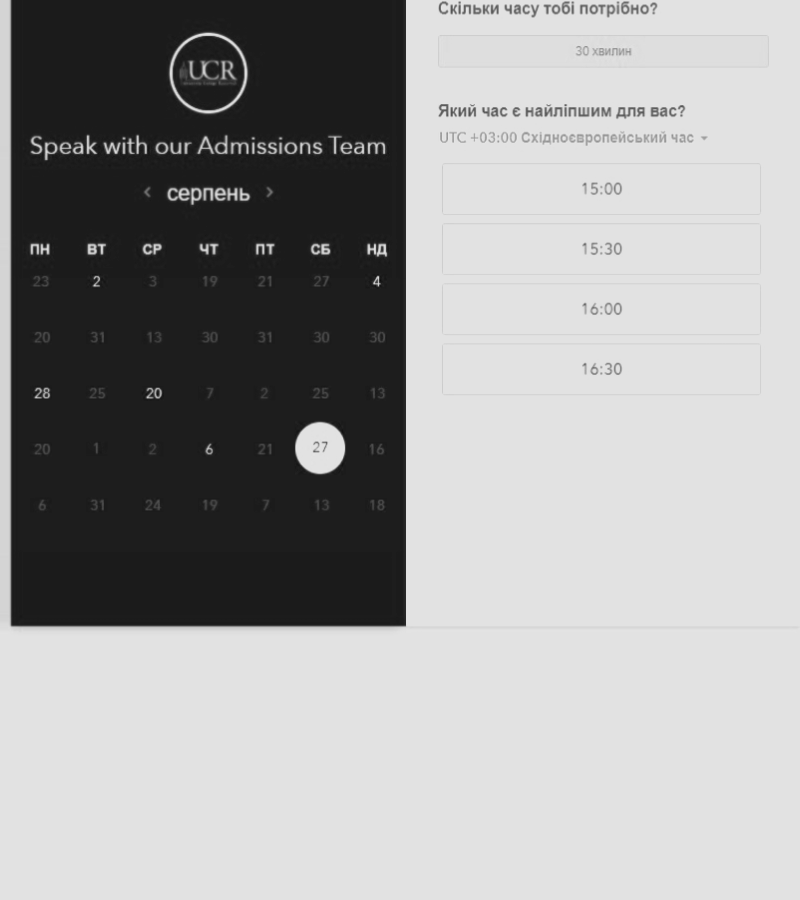 UCR
Speak with our Admissions Team
‹ серпень ›
ПН ВТ СР ЧТ ПТ СБ НД
23 2 3 19 21 27 4
20 31 13 30 31 30 30
28 25 20 7 2 25 13
20 1 2 6 21 27 16
6 31 24 19 7 13 18
Скільки часу тобі потрібно?
30 хвилин
Який час є найліпшим для вас?
UTC +03:00 Східноєвропейський час
15:00
15:30
16:00
16:30